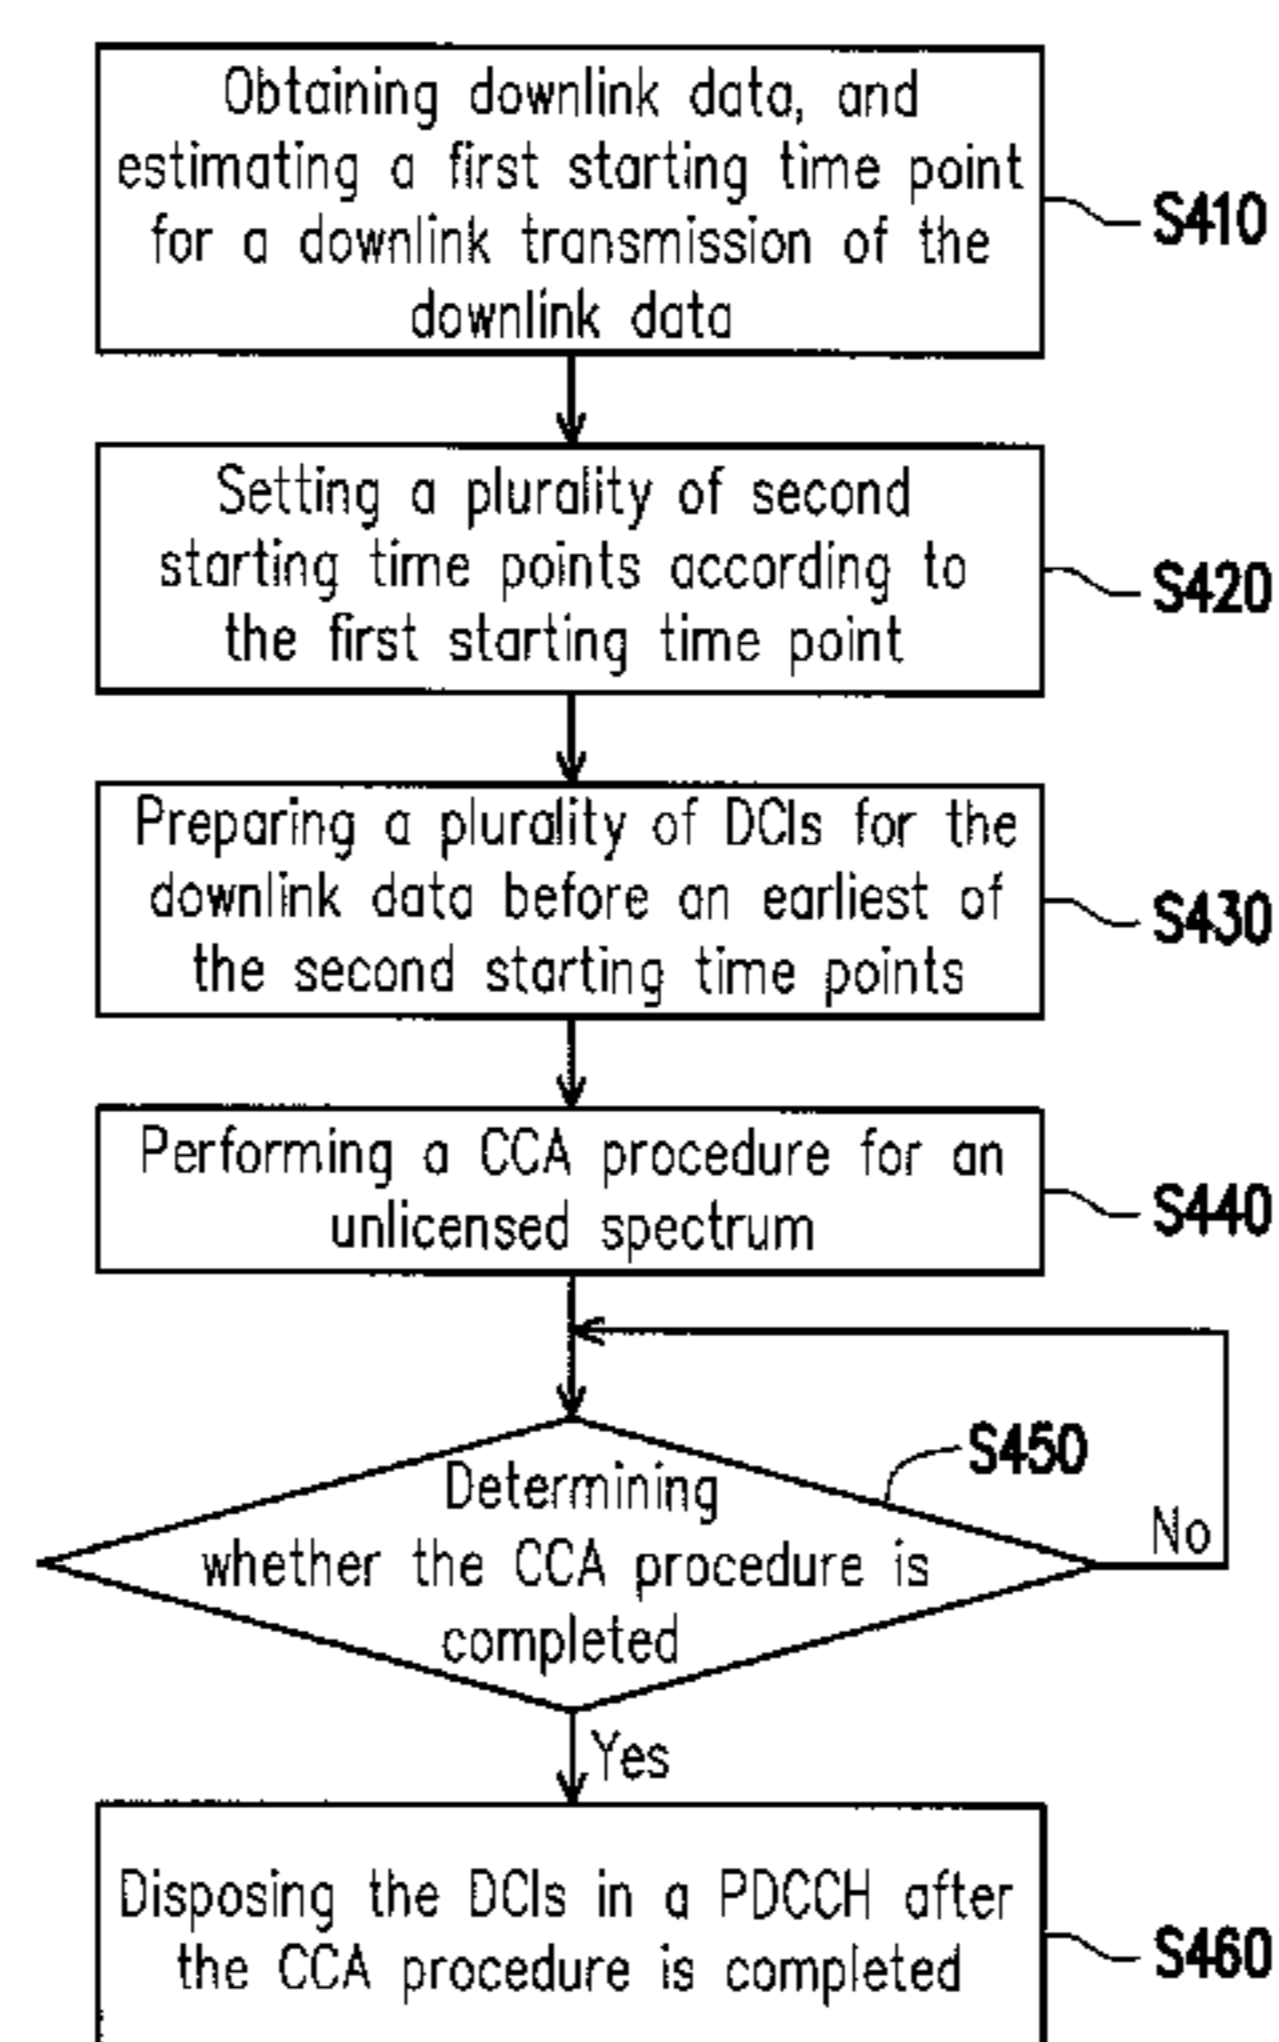 Obtaining downlink data, and
estimating a first starting time point
for a downlink transmission of the
downlink data
S410
Setting a plurality of second
starting time points according to
the first starting time point
S420
Preparing a plurality of DCIs for the
downlink data before an earliest of
the second starting time points
S430
Performing a CCA procedure for an
unlicensed spectrum
S440
S450
Determining
whether the CCA procedure is
completed
No
Yes
Disposing the DCIs in a PDCCH after
the CCA procedure is completed
S460